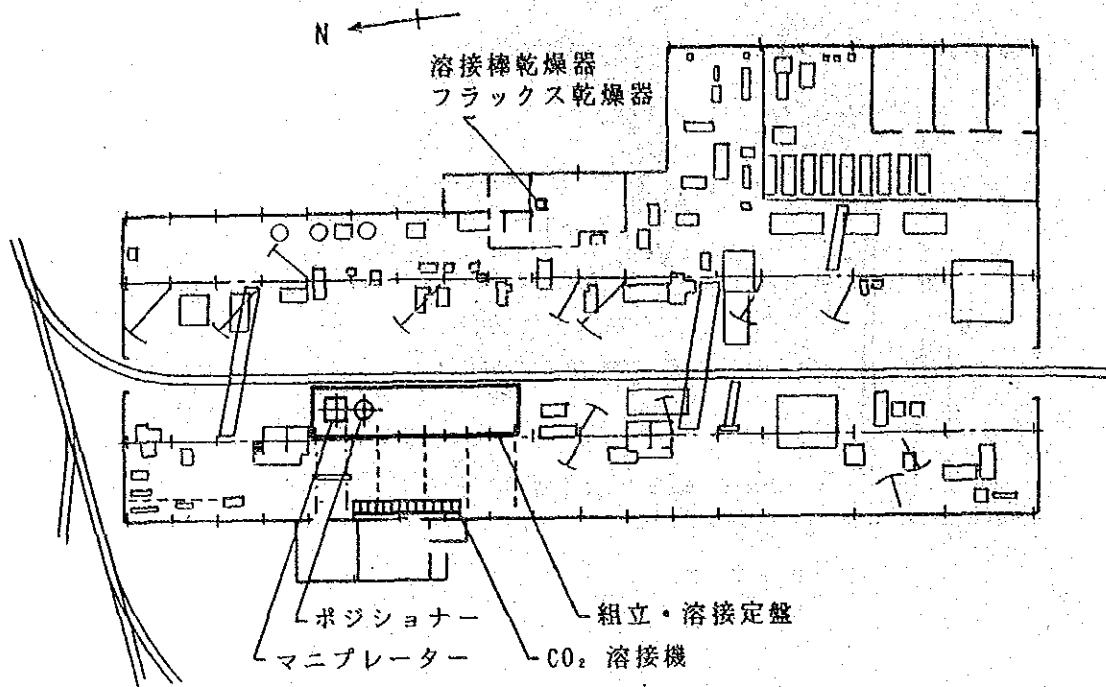 N
溶接棒乾燥器
フラックス乾燥器
ポジショナー
組立・溶接定盤
マニプレーター
CO₂ 溶接機